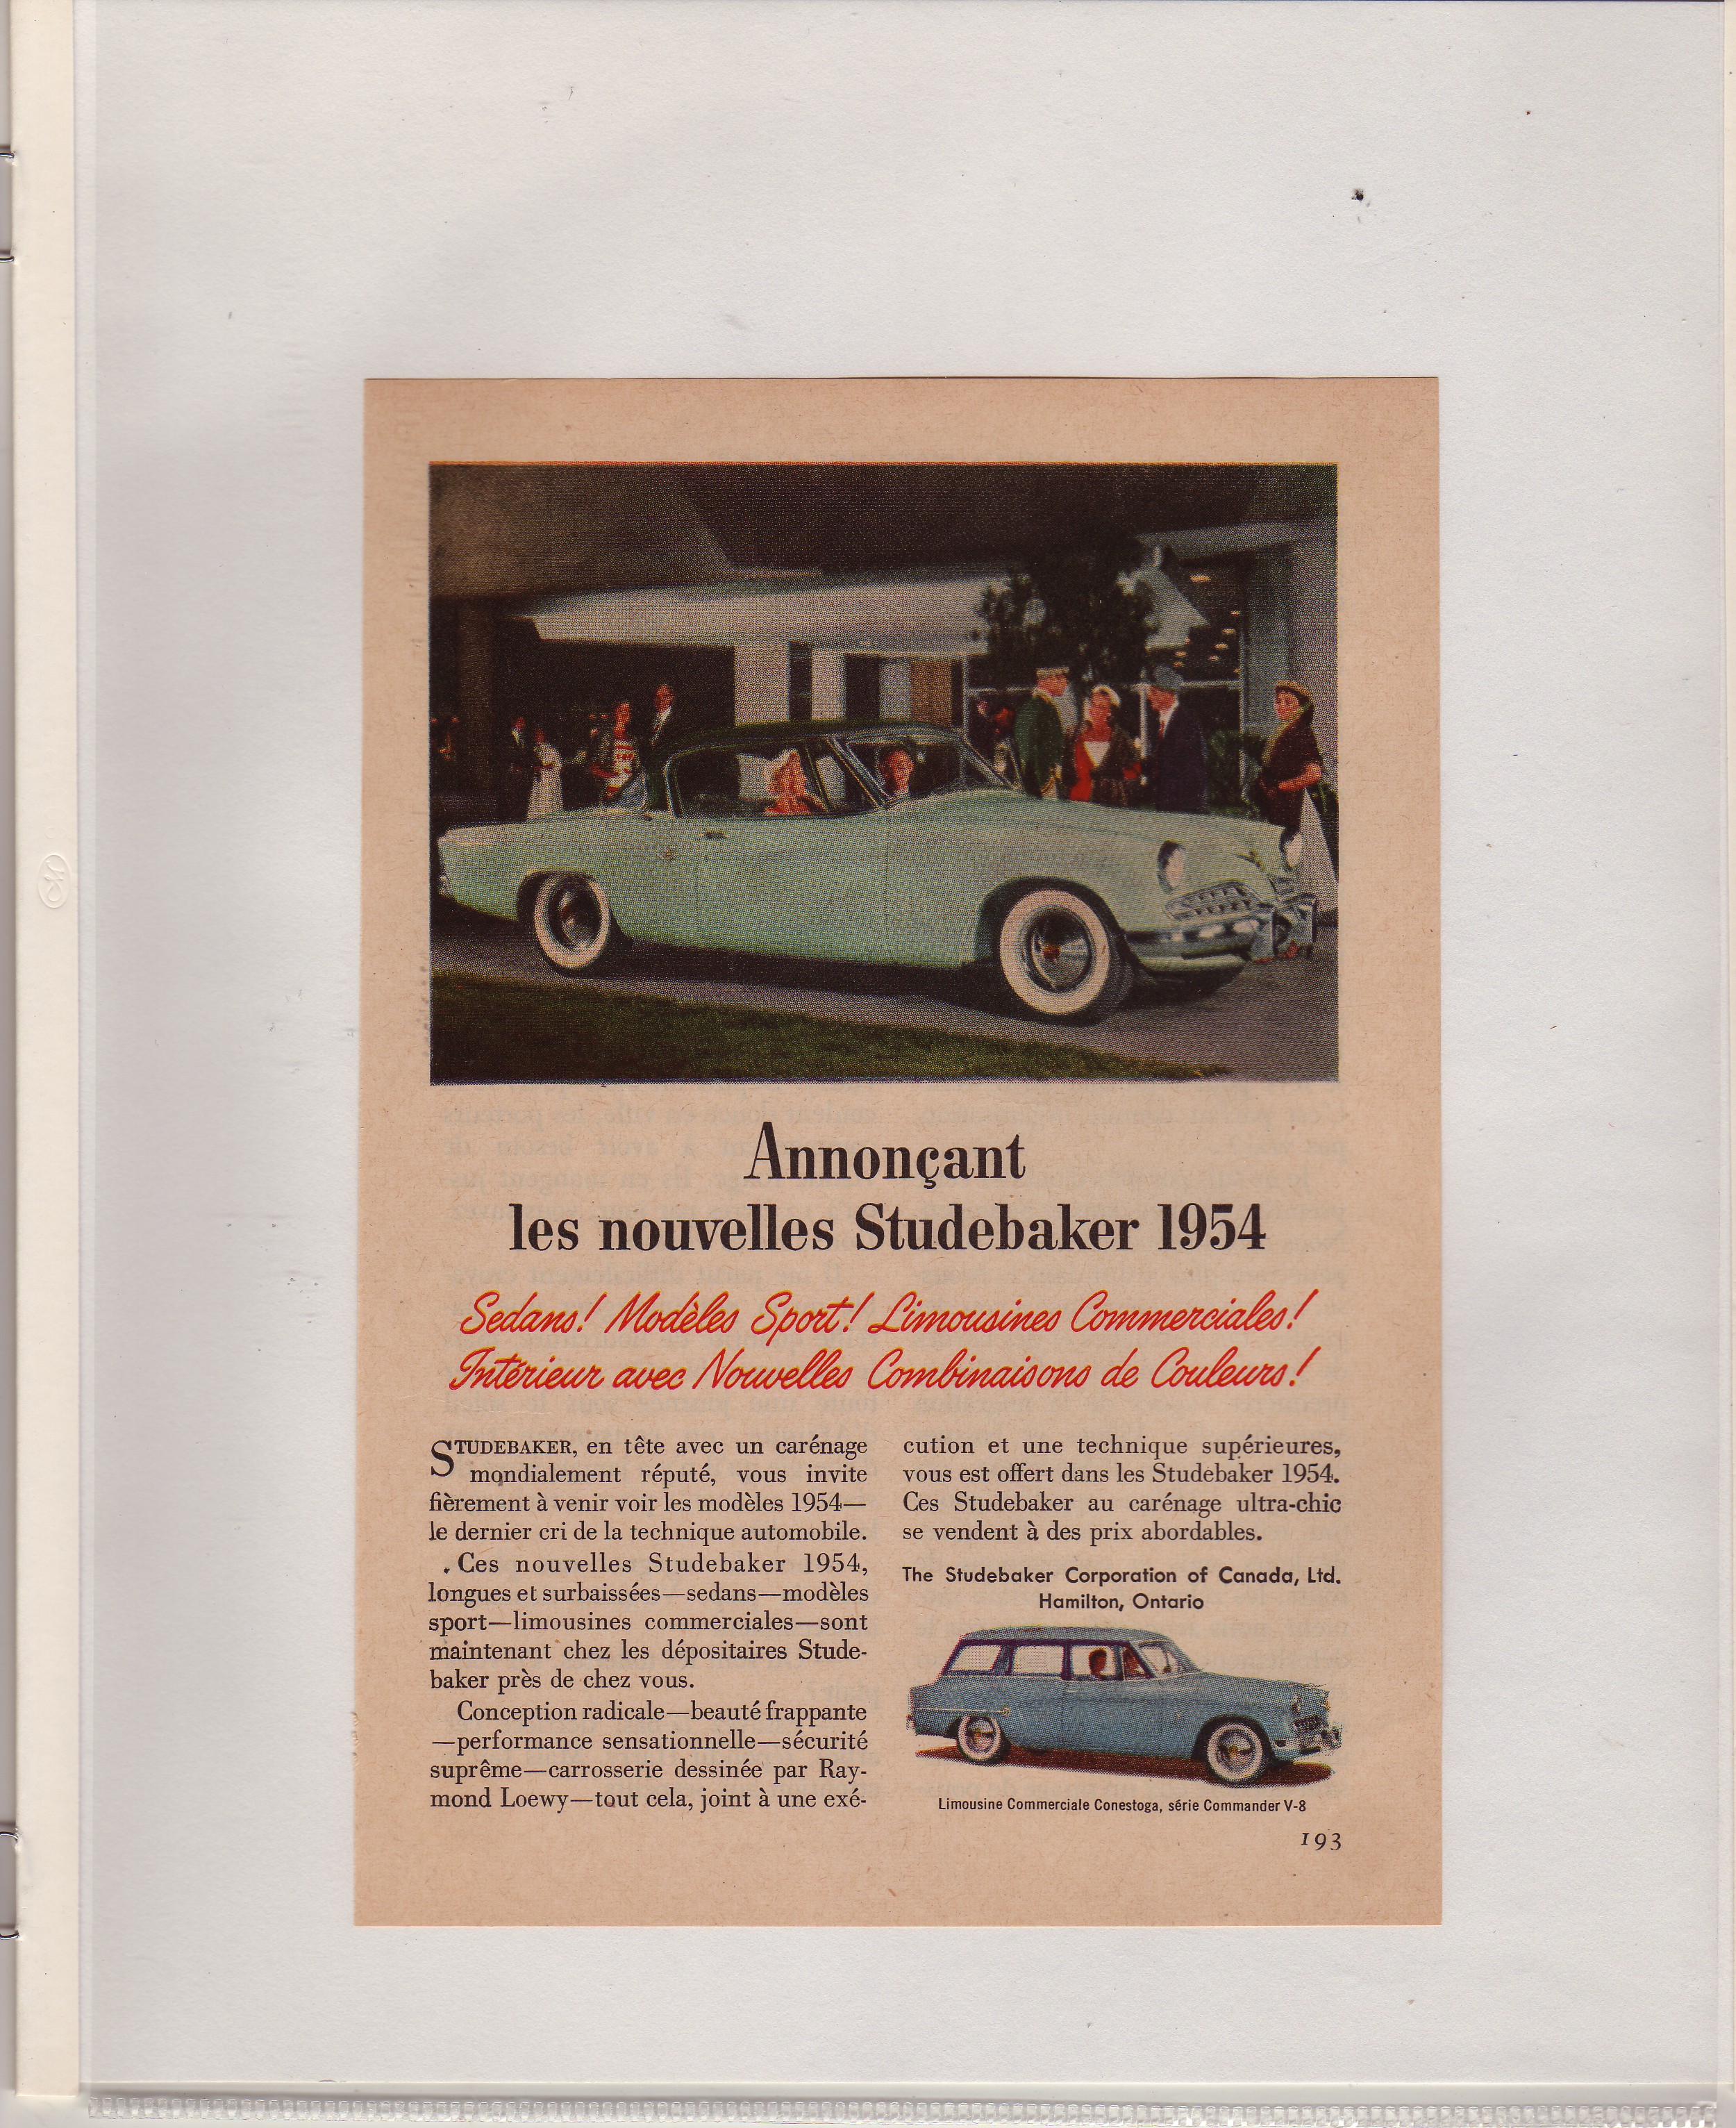 Annonçant
les nouvelles Studebaker 1954
Sedans! Modèles Sport! Limousines Commerciales!
Intérieur avec Nouvelles Combinaisons de Couleurs!
STUDEBAKER, en tête avec un carénage
mondialement réputé, vous invite
fièrement à venir voir les modèles 1954—
le dernier cri de la technique automobile.
Ces nouvelles Studebaker 1954,
longues et surbaissées—sedans—modèles
sport—limousines commerciales—sont
maintenant chez les dépositaires Stude-
baker près de chez vous.
Conception radicale—beauté frappante
—performance sensationnelle—sécurité
suprême—carrosserie dessinée par Ray-
mond Loewy—tout cela, joint à une exé-
cution et une technique supérieures,
vous est offert dans les Studebaker 1954.
Ces Studebaker au carénage ultra-chic
se vendent à des prix abordables.
The Studebaker Corporation of Canada, Ltd.
Hamilton, Ontario
Limousine Commerciale Conestoga, série Commander V-8
193